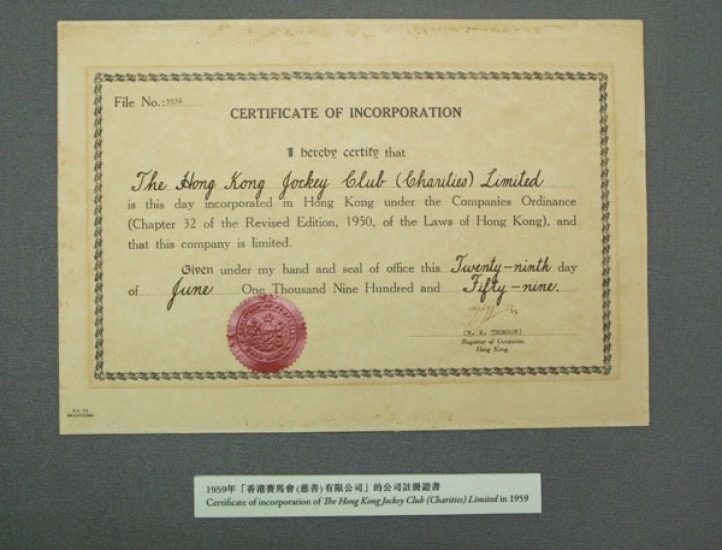 File No.: 5556
CERTIFICATE OF INCORPORATION
I hereby certify that
The Hong Kong Jockey Club (Charities) Limited
is this day incorporated in Hong Kong under the Companies Ordinance
(Chapter 32 of the Revised Edition, 1950, of the Laws of Hong Kong), and
that this company is limited.
Given under my hand and seal of office this Twenty-ninth day
of June One Thousand Nine Hundred and Fifty-nine.
Registrar of Companies,
Hong Kong.
1959年「香港賽馬會(慈善)有限公司」的公司註冊證書
Certificate of incorporation of The Hong Kong Jockey Club (Charities) Limited in 1959